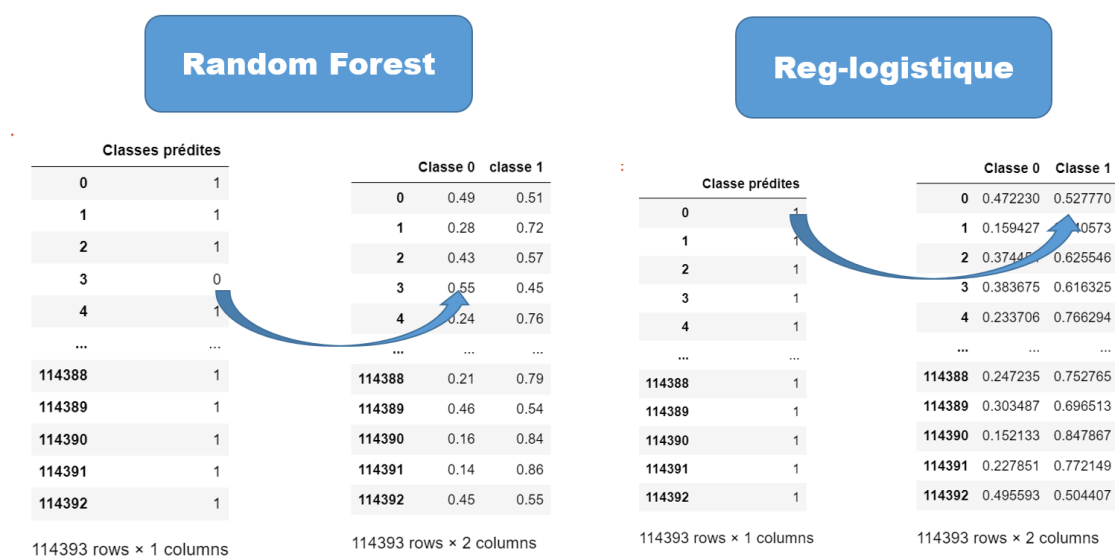 Random Forest
Classes prédites
0 1
1 1
2 1
3 0
4 1
... ...
114388 1
114389 1
114390 1
114391 1
114392 1
114393 rows × 1 columns
Classe 0 classe 1
0 0.49 0.51
1 0.28 0.72
2 0.43 0.57
3 0.55 0.45
4 0.24 0.76
... ... ...
114388 0.21 0.79
114389 0.46 0.54
114390 0.16 0.84
114391 0.14 0.86
114392 0.45 0.55
114393 rows × 2 columns
Reg-logistique
:
Classe prédites
0 1
1 1
2 1
3 1
4 1
... ...
114388 1
114389 1
114390 1
114391 1
114392 1
114393 rows × 1 columns
Classe 0 Classe 1
0 0.472230 0.527770
1 0.159427
2 0.625546
3 0.383675 0.616325
4 0.233706 0.766294
... ... ...
114388 0.247235 0.752765
114389 0.303487 0.696513
114390 0.152133 0.847867
114391 0.227851 0.772149
114392 0.495593 0.504407
114393 rows × 2 columns